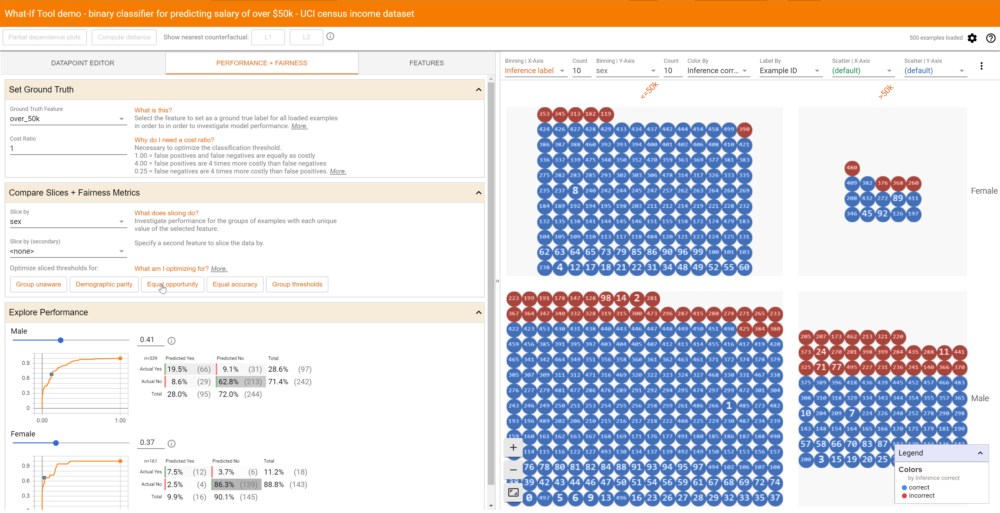 What-If Tool demo - binary classifier for predicting salary of over $50k - UCI census income dataset
Partial dependence plots
Compute distance
Show nearest counterfactual:
L1
L2
500 examples loaded
DATAPOINT EDITOR
PERFORMANCE + FAIRNESS
FEATURES
Set Ground Truth
Ground Truth Feature
over_50k
What is this?
Select the feature to set as a ground true label for all loaded examples
in order to in order to investigate model performance. More.
Cost Ratio
1
Why do I need a cost ratio?
Necessary to optimize the classification threshold.
1.00 = false positives and false negatives are equally as costly
4.00 = false positives are 4 times more costly than false negatives
0.25 = false negatives are 4 times more costly than false positives. More.
Compare Slices + Fairness Metrics
Slice by
sex
What does slicing do?
Investigate performance for the groups of examples with each unique
value of the selected feature.
Slice by (secondary)
<none>
Specify a second feature to slice the data by.
Optimize sliced thresholds for:
What am I optimizing for? More.
Group unaware
Demographic parity
Equal opportunity
Equal accuracy
Group thresholds
Explore Performance
Male
0.41
0.9
0.6
0.3
0
0.00 1.00
n=339 Predicted Yes Predicted No Total
Actual Yes 19.5% (66) 9.1% (31) 28.6% (97)
Actual No 8.6% (29) 62.8% (213) 71.4% (242)
Total 28.0% (95) 72.0% (244)
Female
0.37
0.9
0.6
0.3
n=161 Predicted Yes Predicted No Total
Actual Yes 7.5% (12) 3.7% (6) 11.2% (18)
Actual No 2.5% (4) 86.3% (139) 88.8% (143)
Total 9.9% (16) 90.1% (145)
Binning | X-Axis
Inference label
Count
10
Binning | Y-Axis
sex
Count
10
Color By
Inference corr...
Label By
Example ID
Scatter | X-Axis
(default)
Scatter | Y-Axis
(default)
<=50k
>50k
353 345 313 182 119
424 426 427 428 429 433 434 437 442 444 454 458 499 390
386 387 388 460 392 393 394 400 401 402 406 408 410 421
336 337 339 475 348 350 352 470 359 363 369 377 381 383
275 282 283 285 293 302 303 306 478 314 317 326 333 335
235 237 8 240 242 244 245 247 257 262 263 264 268 269
184 189 192 194 195 198 203 211 212 214 219 221 228 232
132 135 138 141 144 145 146 151 155 158 172 174 479 183
104 105 109 110 113 117 118 484 120 121 123 124 125 131
62 63 64 65 73 79 85 86 90 96 99 100 101 103
238 4 12 17 18 21 22 31 34 48 49 52 55 60
480
409 382 376 368 260
208 432 272 89 411
346 45 92 126 197
Female
223 199 191 178 147 128 98 14 2 281
367 364 347 340 332 328 319 315 300 473 296 287 415 280 274 271 265 233
422 423 453 430 431 438 440 443 446 447 448 449 450 451 498 425 384 380
459 456 385 391 395 397 403 404 405 407 412 413 414 455 416 417 419 420
465 341 342 464 349 351 356 358 360 361 362 463 461 371 372 374 378 379
305 307 309 311 312 471 316 469 320 322 323 324 327 468 330 331 467 338
276 277 279 481 477 286 476 289 291 292 294 295 474 297 299 472 301 304
243 246 249 250 251 253 254 255 256 258 259 261 486 266 1 485 273 482
193 196 489 202 206 210 215 216 217 218 222 488 225 229 230 487 234 239
159 160 161 162 163 167 168 169 171 176 177 491 180 185 186 187 188 490
114 115 116 122 127 493 130 134 137 139 492 149 150 152 153 156 157
76 78 80 81 82 84 88 91 93 94 95 97 494 102 106 107 108
38 39 42 43 44 46 47 50 51 54 56 59 61 67 68 69 72 74
0 497 5 6 9 13 496 16 23 26 27 28 29 32 33 35 37
205 207 173 462 213 321 220
373 24 270 201 398 399 284 435 288 11 441
325 71 77 495 227 231 236 241 140 366 370
375 389 396 418 436 439 445 452 457 466 483
308 310 318 329 334 343 344 354 355 357 365
10 204 209 7 224 226 248 252 278 290 298
143 148 154 164 165 166 170 175 179 181 190
57 58 66 70 83 87 112 129 133 136 142
200 3 15 19 20 25
Male
+
−
Legend
Colors
by Inference correct
correct
incorrect